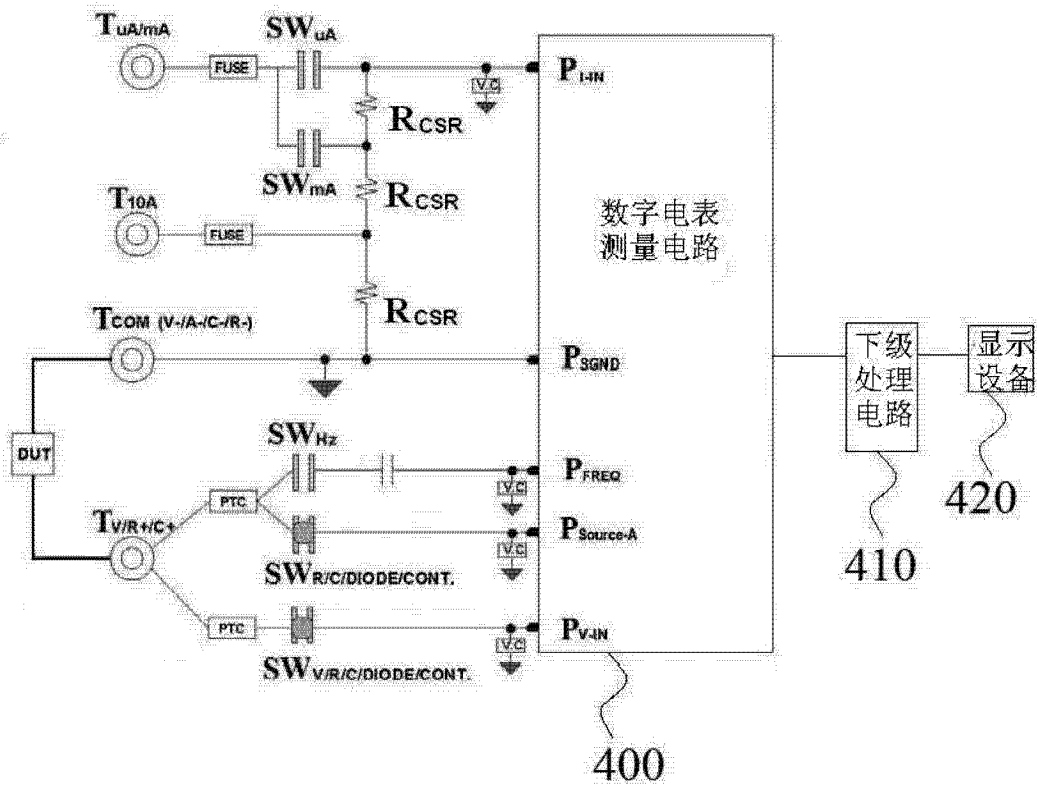 TuA/mA
SWuA
FUSE
V.C
PI-IN
RCSR
SWmA
RCSR
T10A
FUSE
数字电表
测量电路
RCSR
TCOM (V-/A-/C-/R-)
PSGND
下级
处理
电路
显示
设备
DUT
SWHz
PTC
V.C
PFREQ
TV/R+/C+
V.C
PSource-A
SWR/C/DIODE/CONT.
PTC
V.C
PV-IN
SWV/R/C/DIODE/CONT.
400
410
420